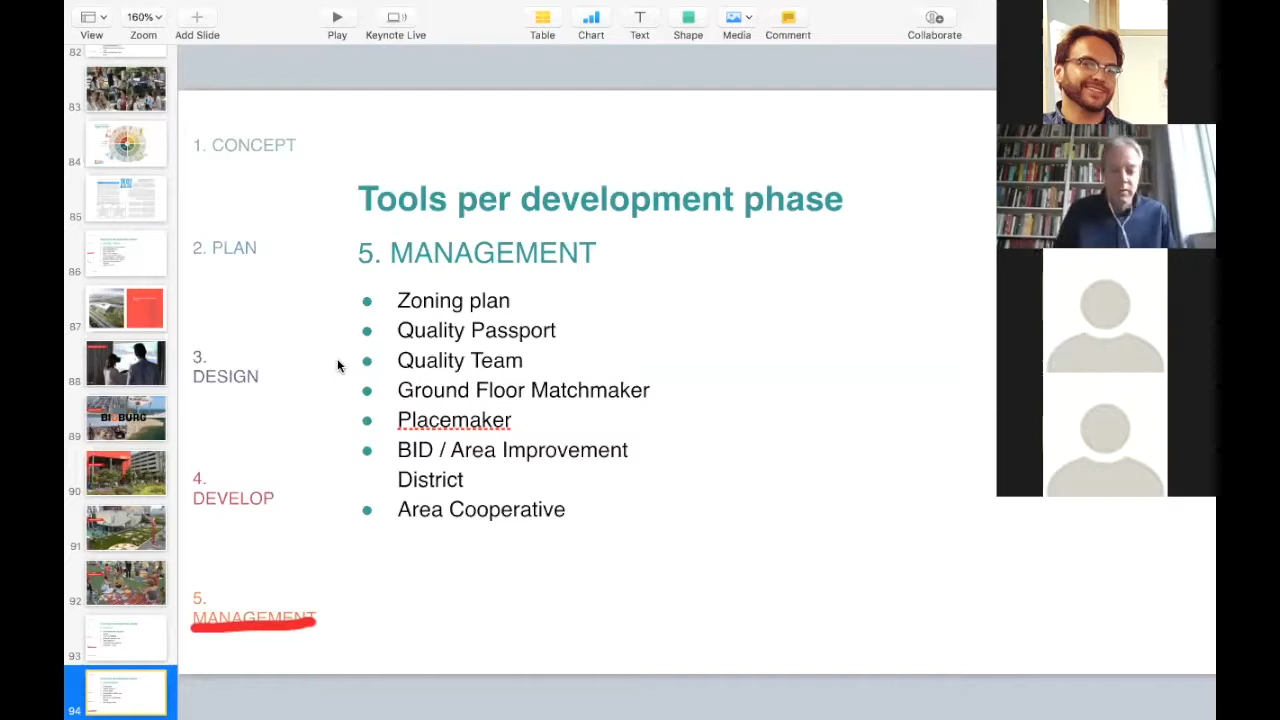 160%
View
Zoom
Add Slide
Play
Keynote Live
Table
Chart
Text
Shape
Media
Comment
Collaborate
82
83
84
85
86
87
88
89
90
91
92
93
94
1. CONCEPT
2. PLAN
3.
DESIGN
4.
DEVELOP
5.
MANAGEMENT
Tools per development phase
5. MANAGEMENT
Zoning plan
Quality Passport
Quality Team
Ground Floor Matchmaker
Placemaker
BID / Area Improvement
District
Area Cooperative